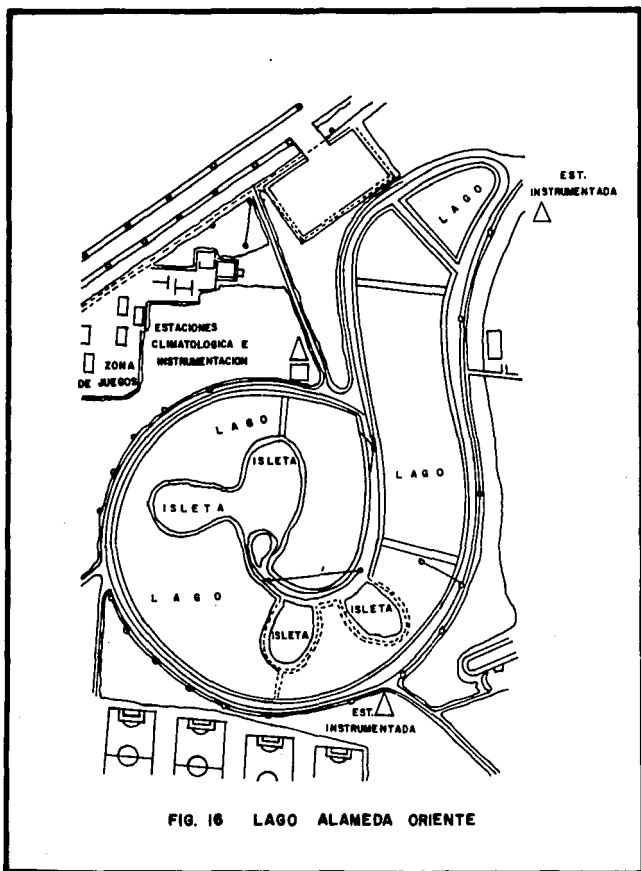 LAGO
EST.
INSTRUMENTADA
ESTACIONES
CLIMATOLOGICA E
INSTRUMENTACION
ZONA
DE JUEGOS
LAGO
ISLETA
LAGO
ISLETA
LAGO
ISLETA
ISLETA
EST.
INSTRUMENTADA
FIG. 16 LAGO ALAMEDA ORIENTE